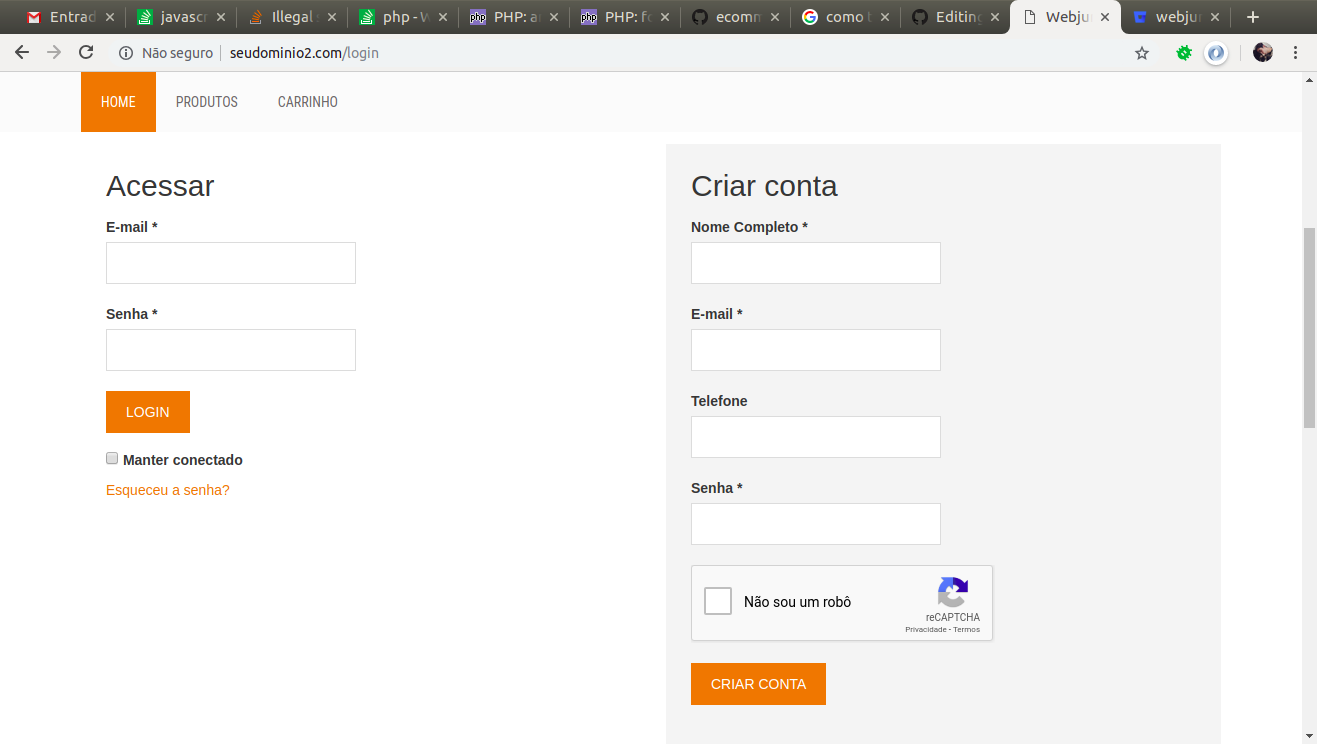 Entrad
javascr
Illegal
php - W
PHP: a
PHP: fo
ecomm
como t
Editing
Webju
webjur
Não seguro
seudominio2.com/login
HOME PRODUTOS CARRINHO
Acessar
E-mail *
Senha *
LOGIN
Manter conectado
Esqueceu a senha?
Criar conta
Nome Completo *
E-mail *
Telefone
Senha *
Não sou um robô
reCAPTCHA
Privacidade - Termos
CRIAR CONTA